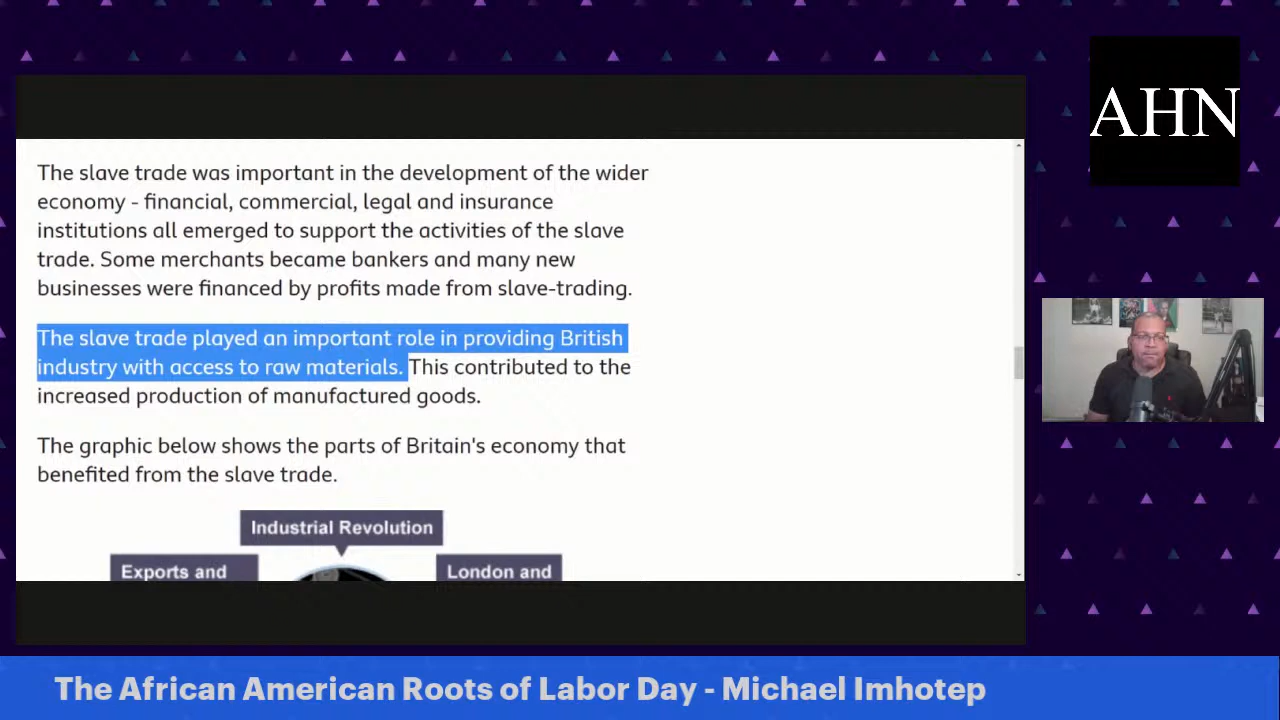 AHN
The slave trade was important in the development of the wider
economy - financial, commercial, legal and insurance
institutions all emerged to support the activities of the slave
trade. Some merchants became bankers and many new
businesses were financed by profits made from slave-trading.
The slave trade played an important role in providing British
industry with access to raw materials. This contributed to the
increased production of manufactured goods.
The graphic below shows the parts of Britain's economy that
benefited from the slave trade.
Industrial Revolution
Exports and
London and
The African American Roots of Labor Day - Michael Imhotep